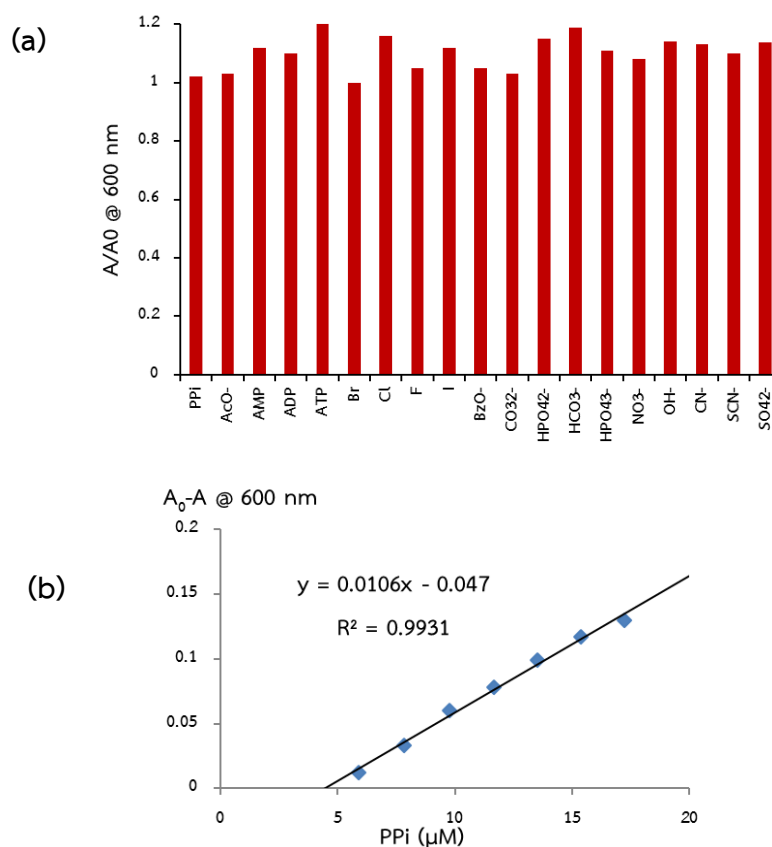 (a)
A/A0 @ 600 nm
1.2
1
0.8
0.6
0.4
0.2
0
PPi
AcO-
AMP
ADP
ATP
Br
Cl
F
I
BzO-
CO32-
HPO42-
HCO3-
HPO43-
NO3-
OH-
CN-
SCN-
SO42-
A₀-A @ 600 nm
(b)
0.2
0.15
0.1
0.05
0
y = 0.0106x - 0.047
R² = 0.9931
0 5 10 15 20
PPi (μM)